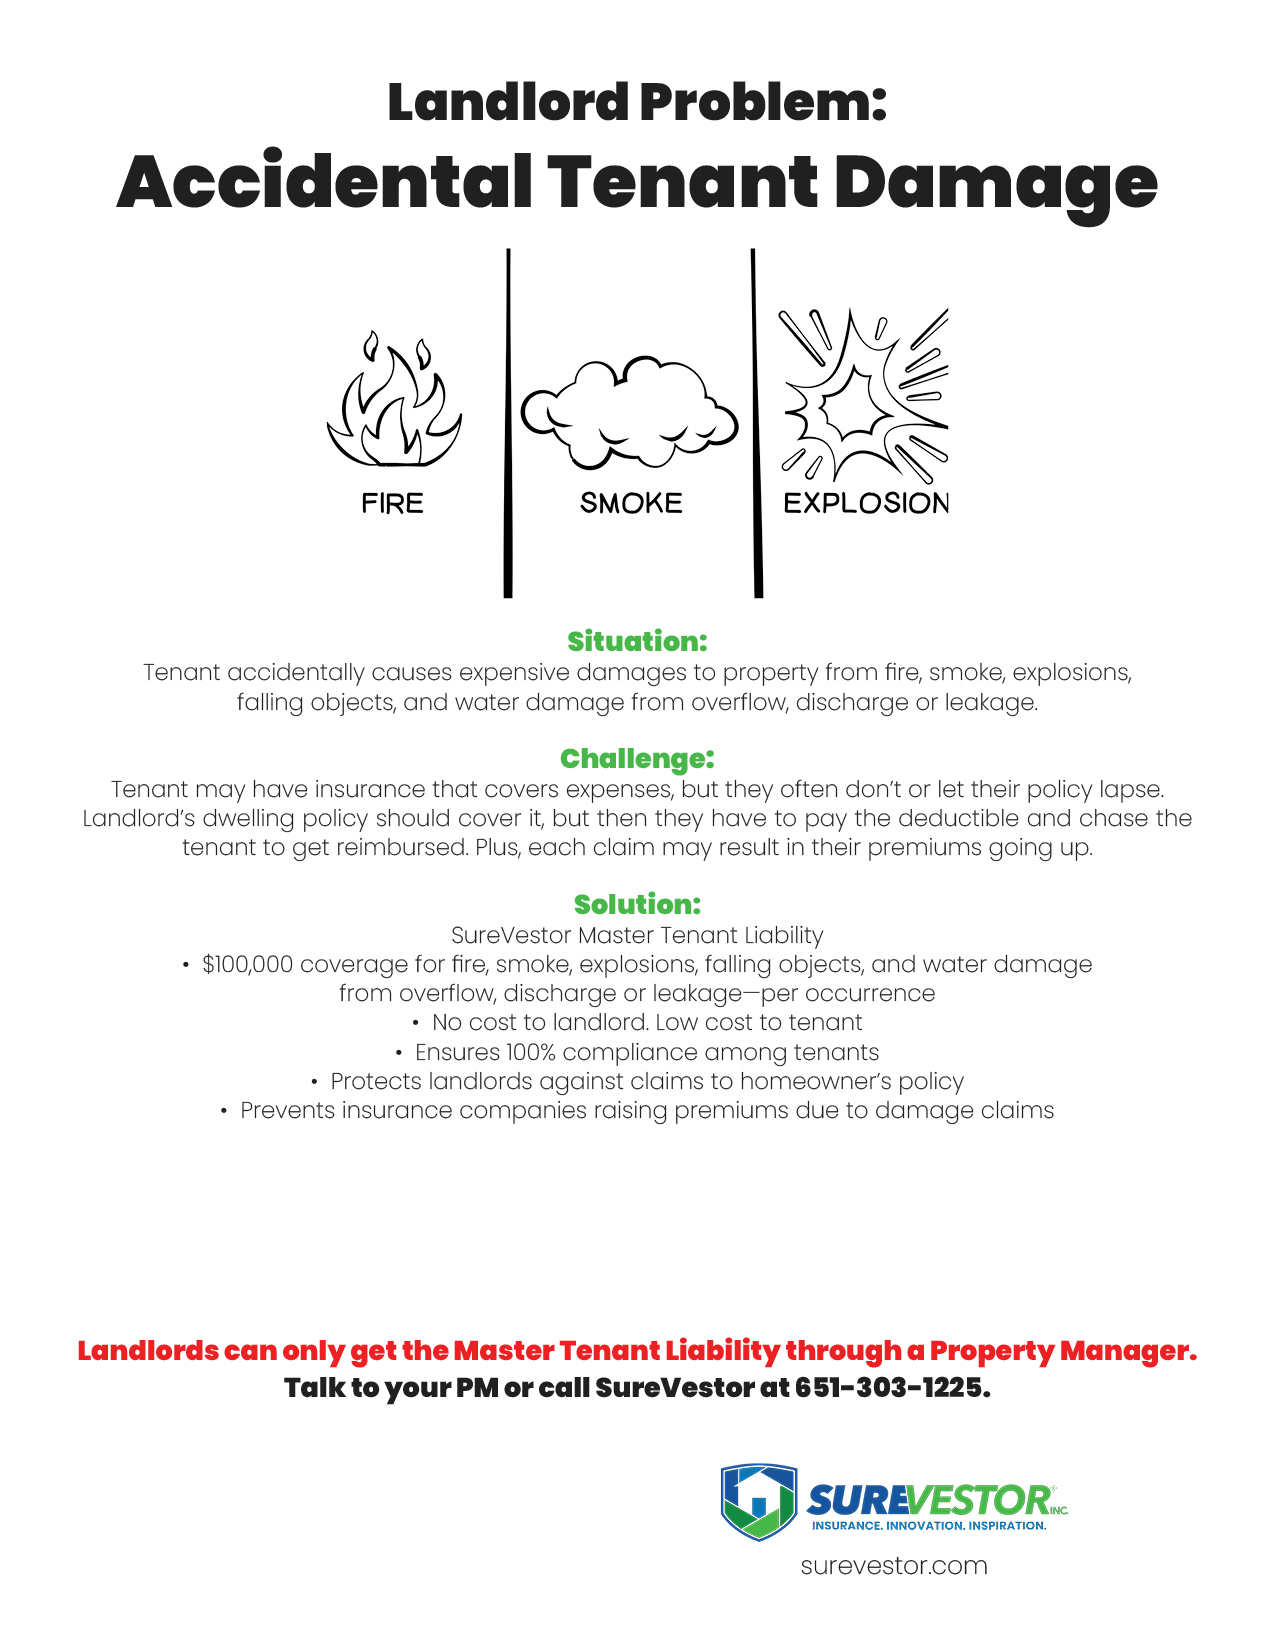 Landlord Problem:
Accidental Tenant Damage
FIRE
SMOKE
EXPLOSION
Situation:
Tenant accidentally causes expensive damages to property from fire, smoke, explosions,
falling objects, and water damage from overflow, discharge or leakage.
Challenge:
Tenant may have insurance that covers expenses, but they often don’t or let their policy lapse.
Landlord’s dwelling policy should cover it, but then they have to pay the deductible and chase the
tenant to get reimbursed. Plus, each claim may result in their premiums going up.
Solution:
SureVestor Master Tenant Liability
• $100,000 coverage for fire, smoke, explosions, falling objects, and water damage
from overflow, discharge or leakage—per occurrence
• No cost to landlord. Low cost to tenant
• Ensures 100% compliance among tenants
• Protects landlords against claims to homeowner’s policy
• Prevents insurance companies raising premiums due to damage claims
Landlords can only get the Master Tenant Liability through a Property Manager.
Talk to your PM or call SureVestor at 651-303-1225.
SUREVESTOR® INC.
INSURANCE. INNOVATION. INSPIRATION.
surevestor.com